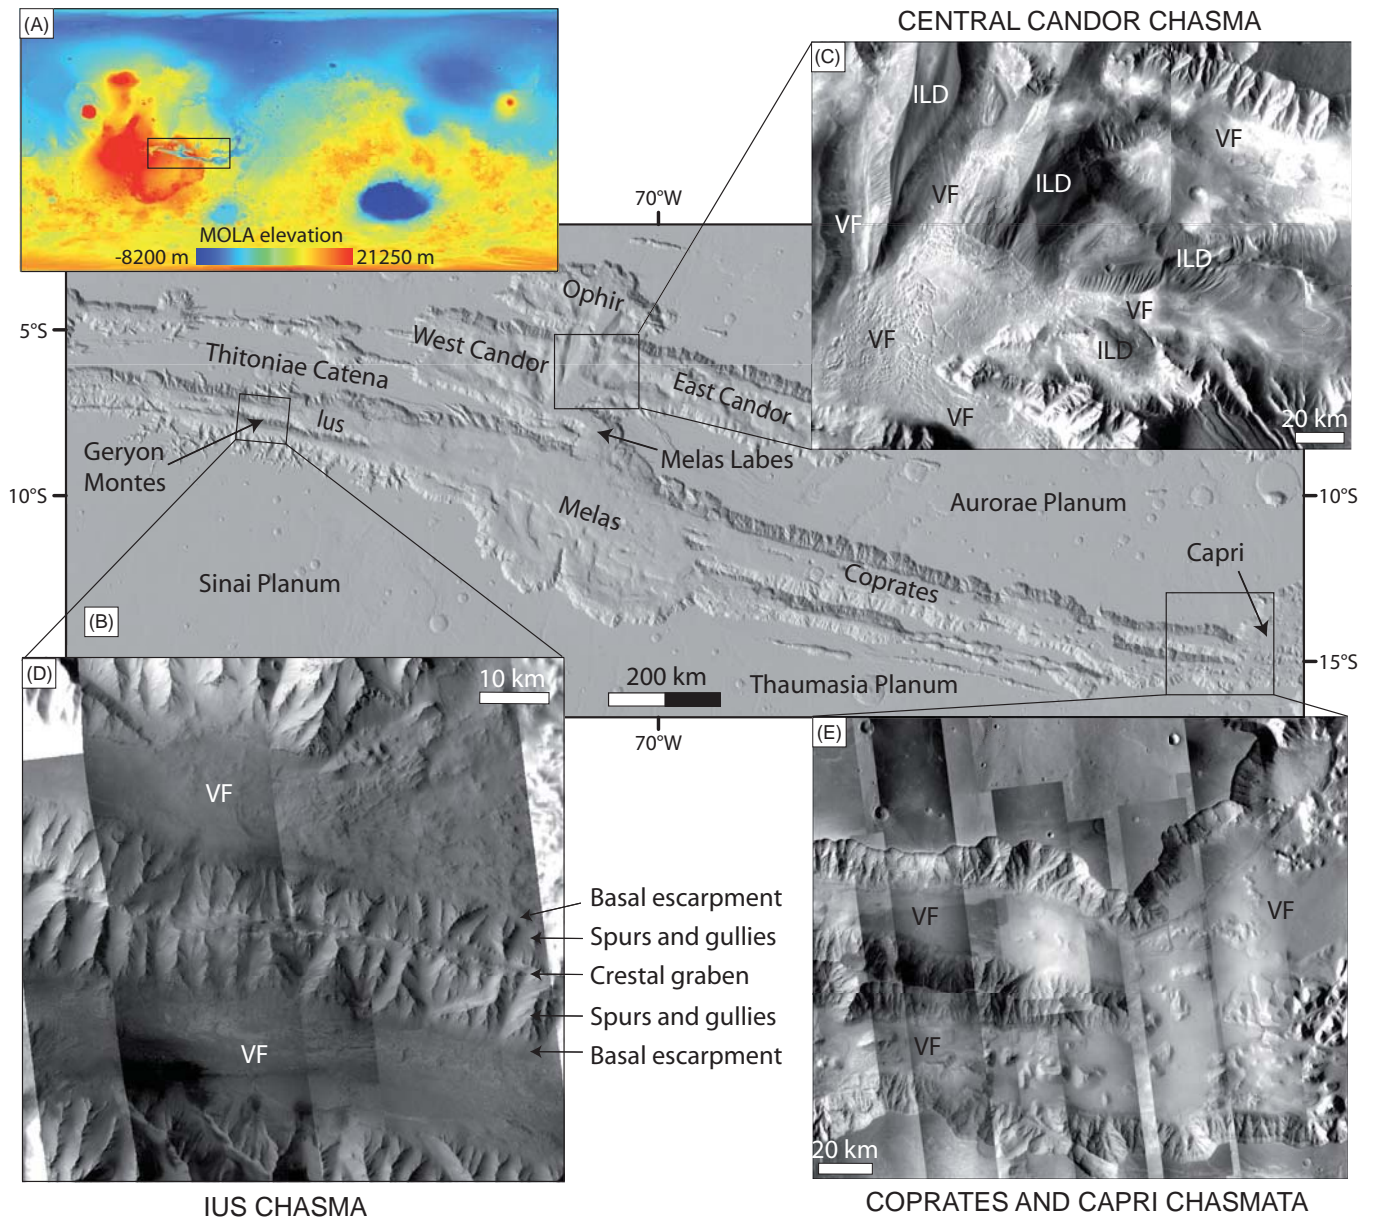 (A)
MOLA elevation
-8200 m
21250 m
CENTRAL CANDOR CHASMA
(C)
ILD
VF
VF
ILD
VF
ILD
VF
VF
ILD
VF
20 km
70°W
5°S
10°S
10°S
15°S
70°W
Ophir
West Candor
Thitoniae Catena
East Candor
Ius
Geryon
Montes
Melas Labes
Melas
Aurorae Planum
Capri
Coprates
Sinai Planum
(B)
200 km
Thaumasia Planum
(D)
10 km
VF
VF
Basal escarpment
Spurs and gullies
Crestal graben
Spurs and gullies
Basal escarpment
IUS CHASMA
(E)
VF
VF
VF
20 km
COPRATES AND CAPRI CHASMATA